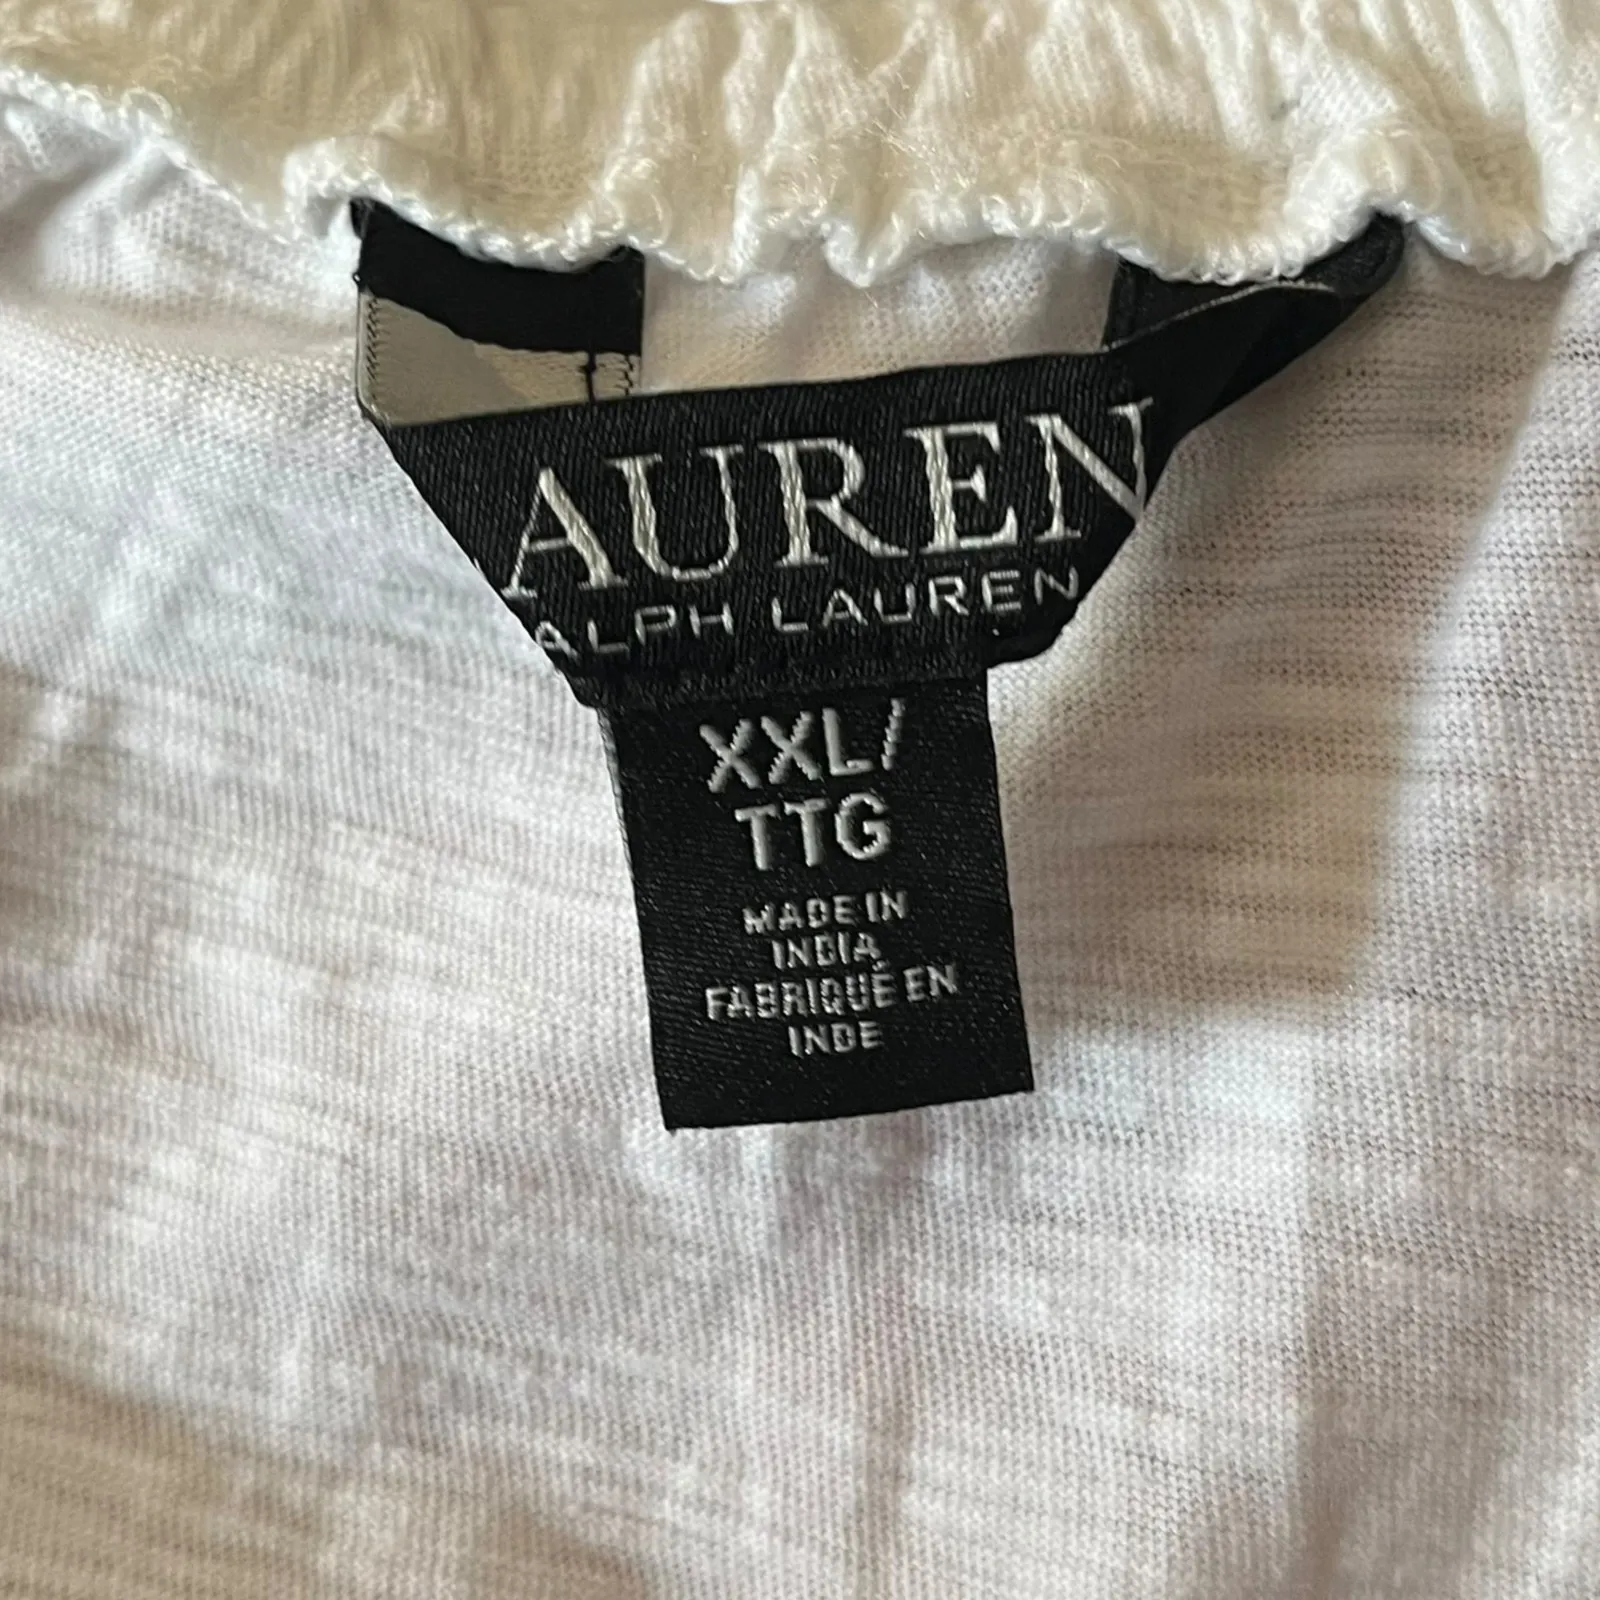 AUREN
ALPH LAUREN
XXL/
TTG
MADE IN
INDIA
FABRIQUÉ EN
INDE